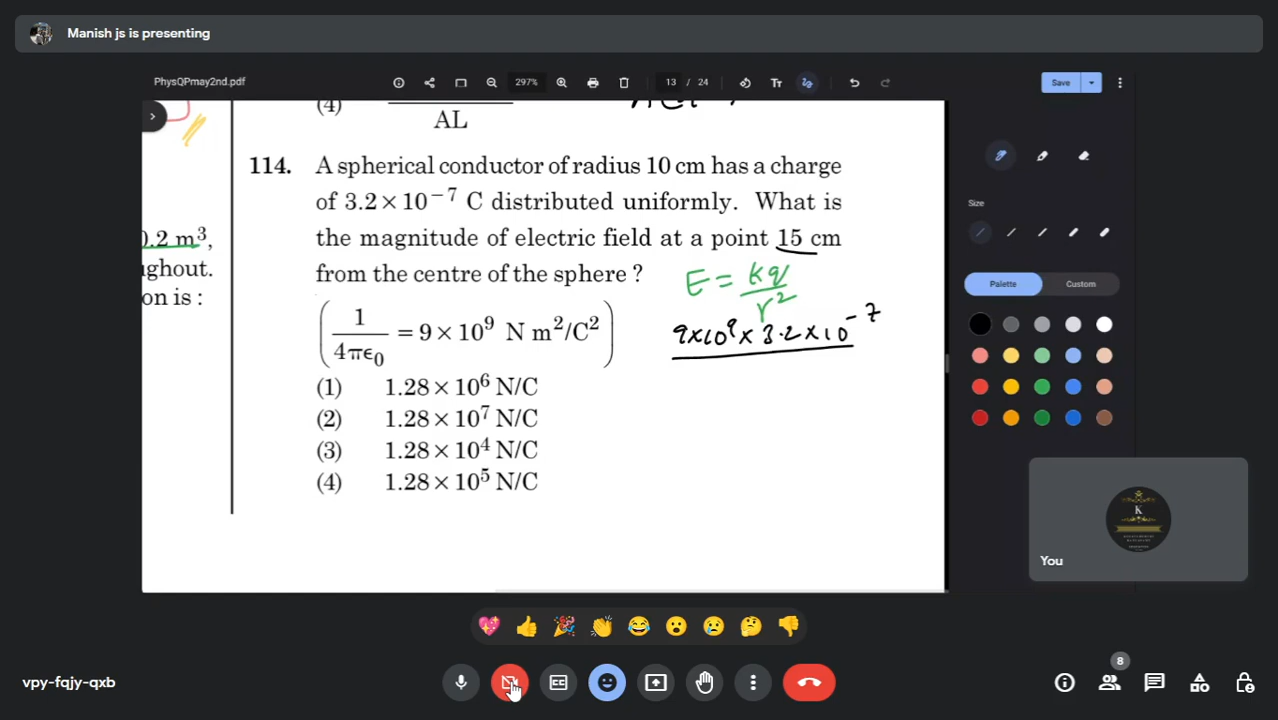 Manish js is presenting
PhysQPmay2nd.pdf
297%
13 / 24
Tт
Save
(4)
AL
0.2 m³,
ughout.
on is :
114. A spherical conductor of radius 10 cm has a charge
of 3.2 × 10⁻⁷ C distributed uniformly. What is
the magnitude of electric field at a point 15 cm
from the centre of the sphere ?
E = kq/r²
(1/4πϵ₀ = 9 × 10⁹ N m²/C²)
9×10⁹ × 3.2 × 10⁻⁷
(1) 1.28 × 10⁶ N/C
(2) 1.28 × 10⁷ N/C
(3) 1.28 × 10⁴ N/C
(4) 1.28 × 10⁵ N/C
Size
Palette
Custom
K
You
vpy-fqjy-qxb
8